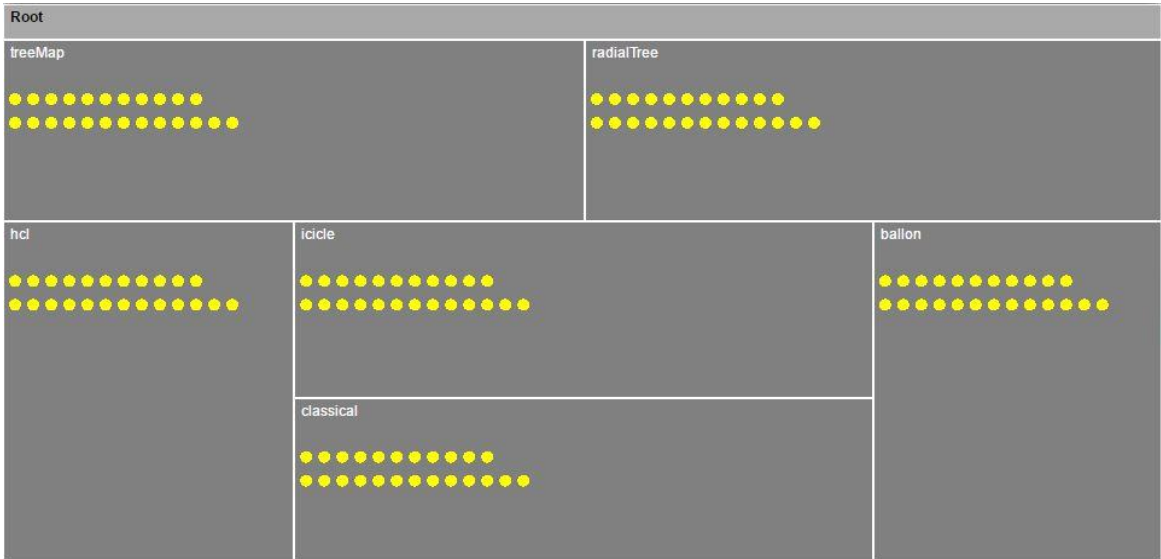 Root
treeMap
radialTree
hcl
icicle
ballon
classical